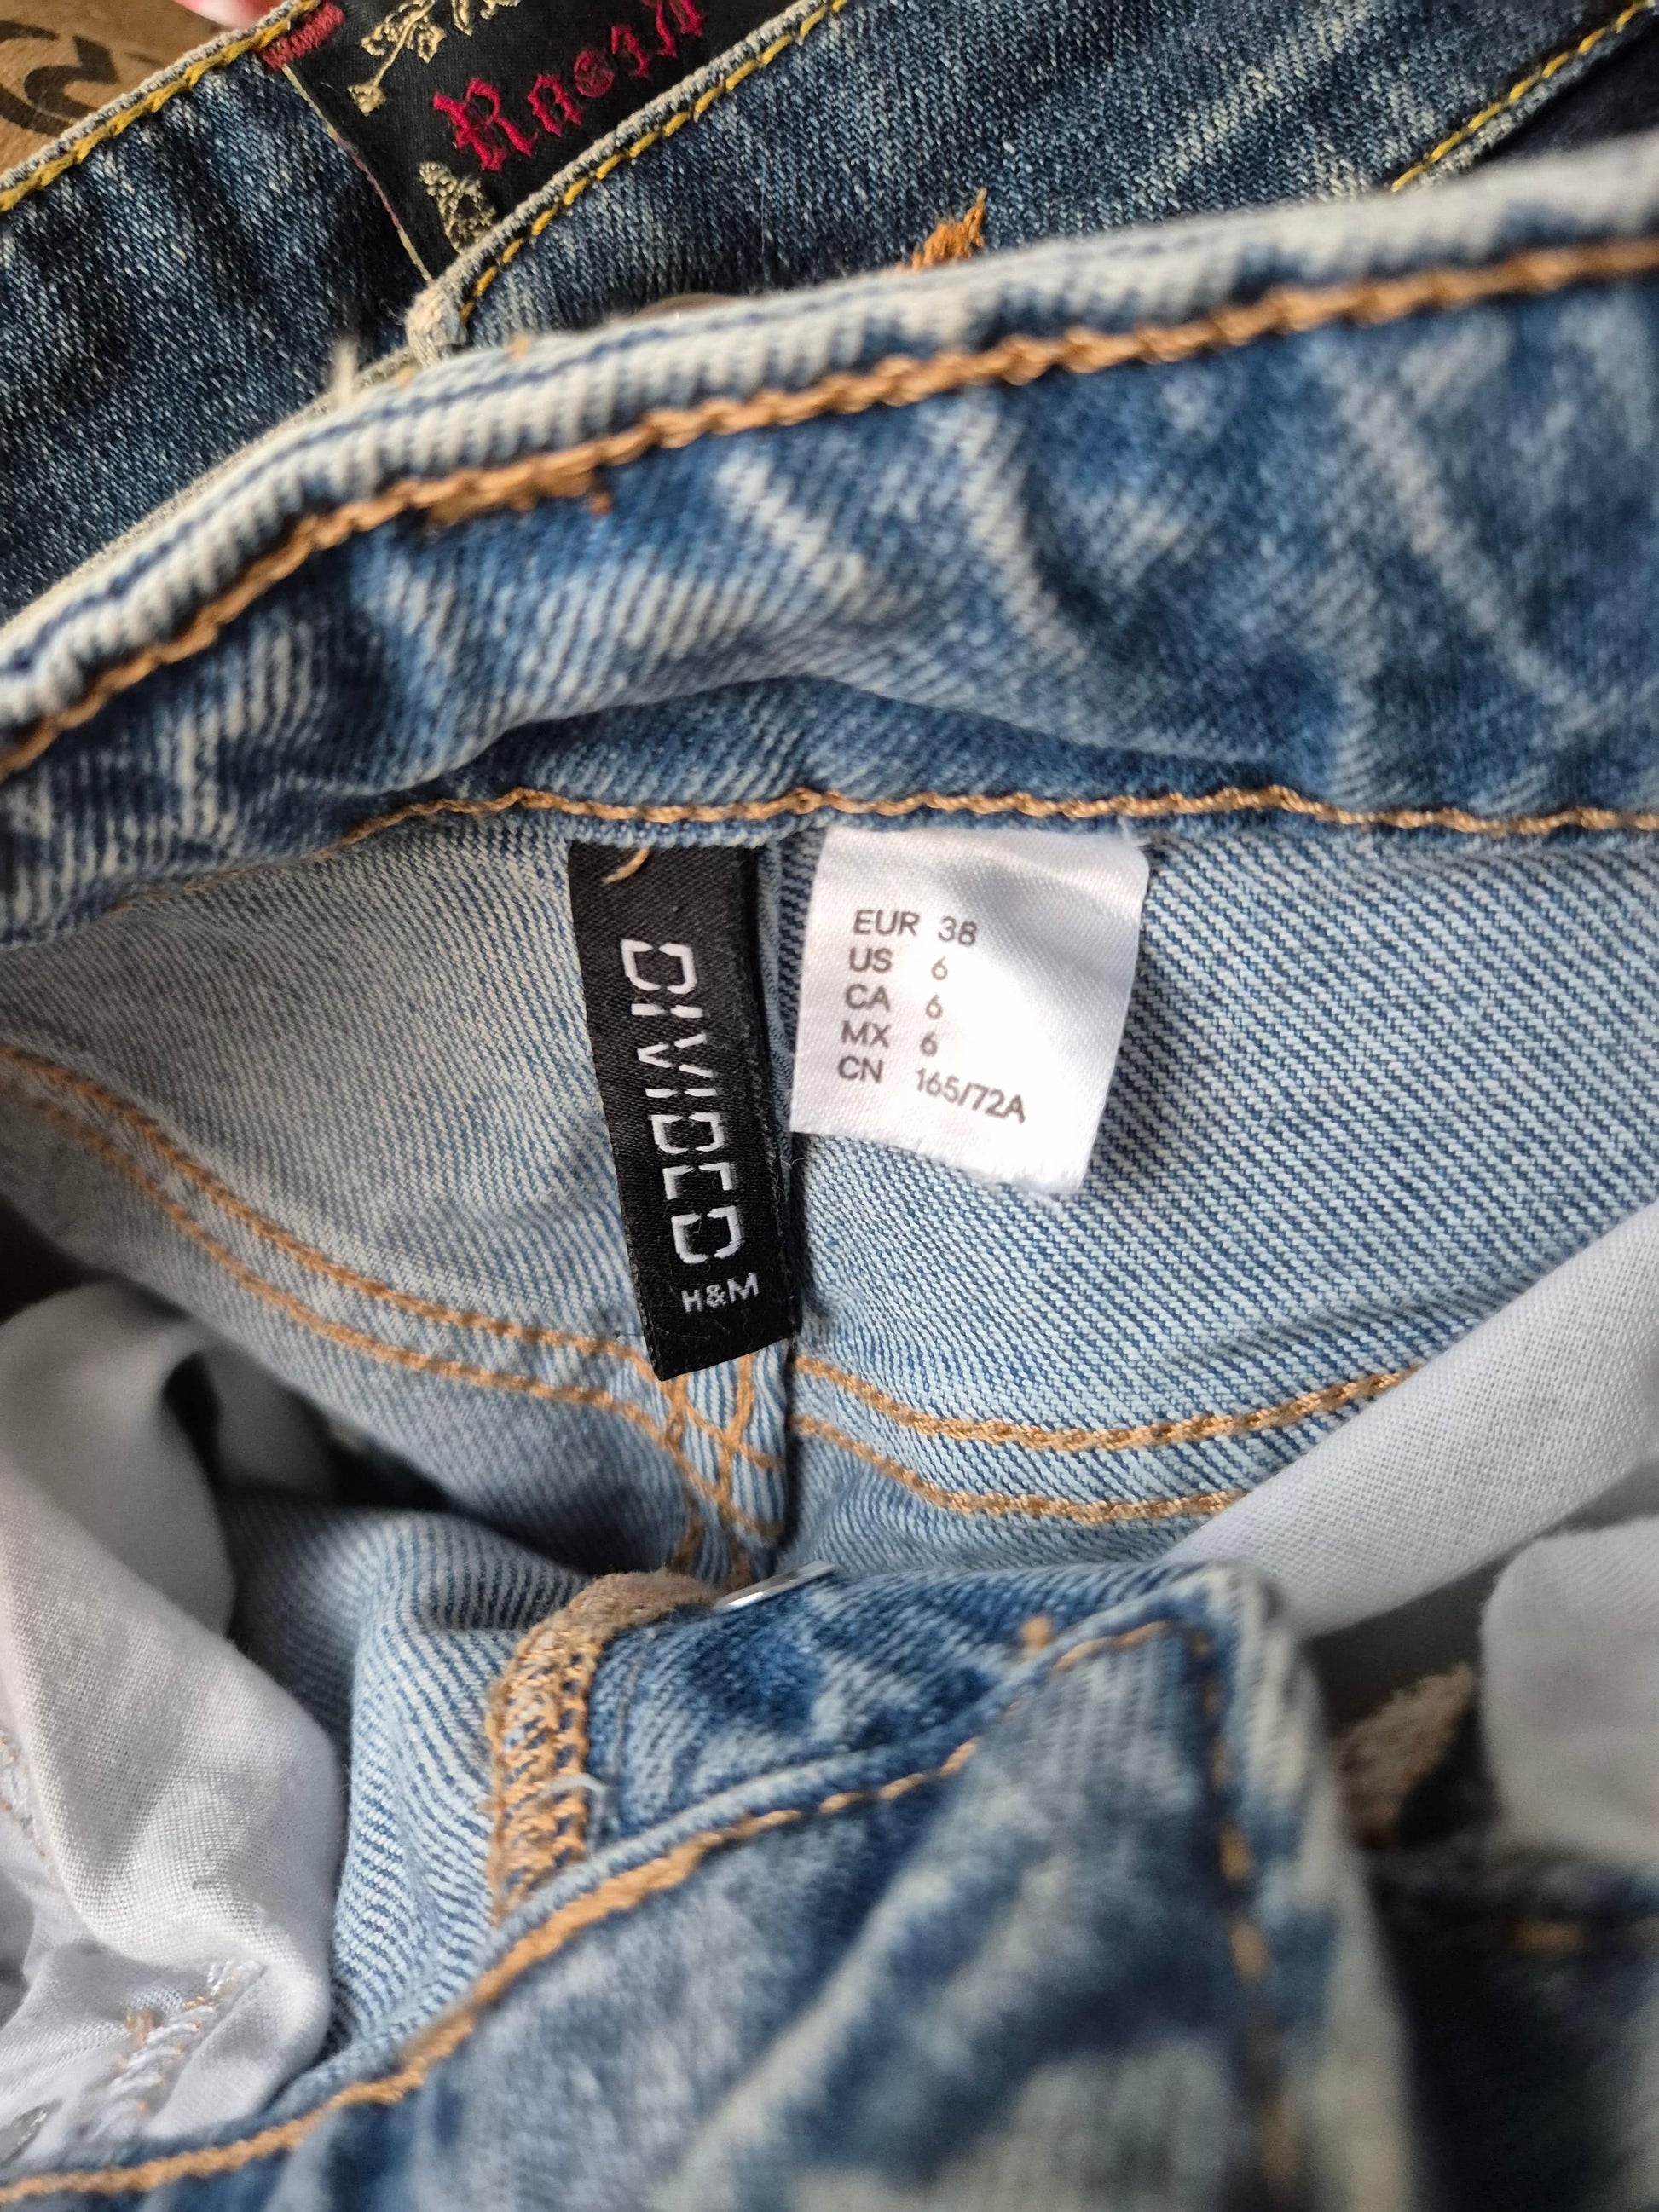 DIVIDED
H&M
EUR 38
US 6
CA 6
MX 6
CN 165/72A